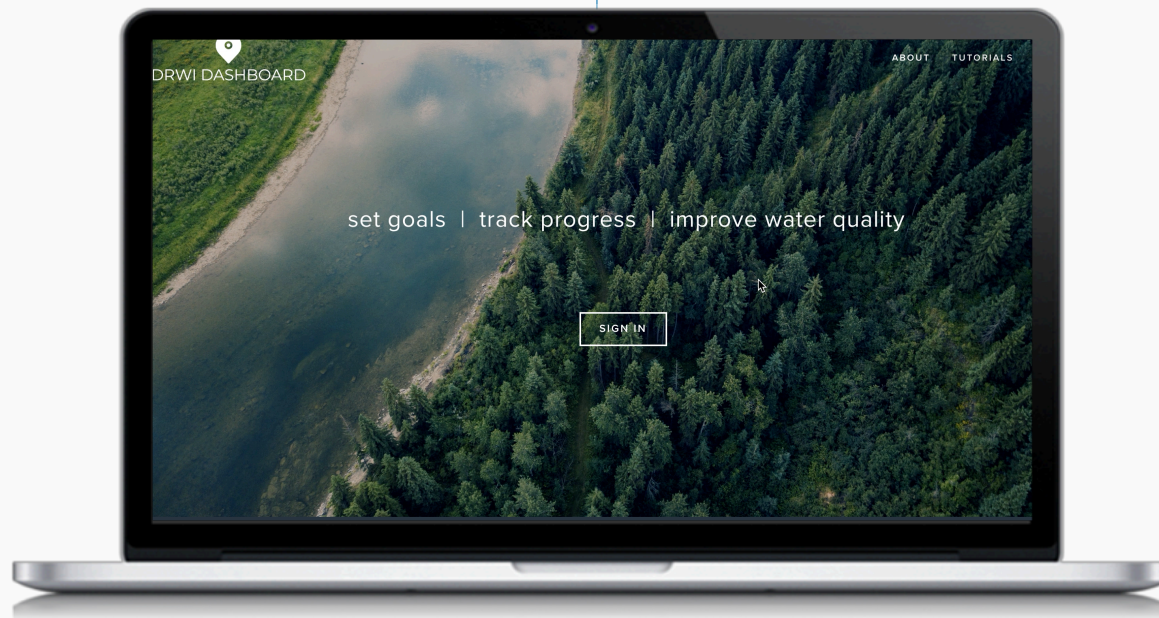 DRWI DASHBOARD
ABOUT TUTORIALS
set goals | track progress | improve water quality
SIGN IN